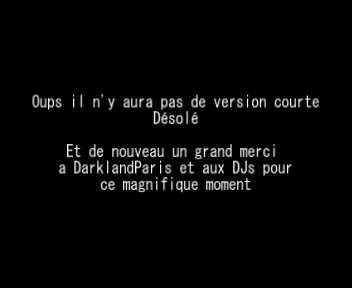 Oups il n'y aura pas de version courte
Désolé
Et de nouveau un grand merci
a DarklandParis et aux DJs pour
ce magnifique moment